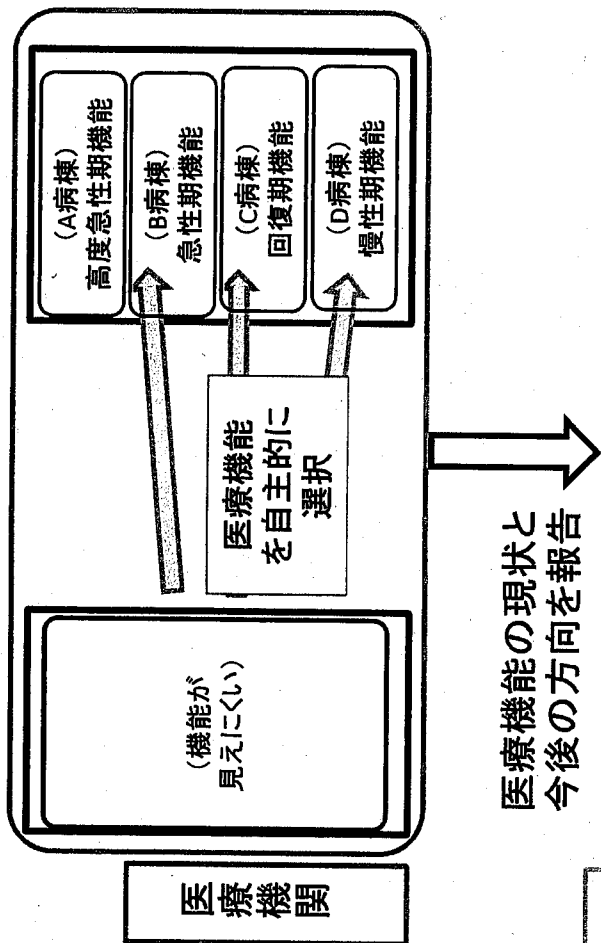 医療機関
(機能が
見えにくい)
医療機能
を自主的に
選択
(A病棟)
高度急性期機能
(B病棟)
急性期機能
(C病棟)
回復期機能
(D病棟)
慢性期機能
医療機能の現状と
今後の方向を報告